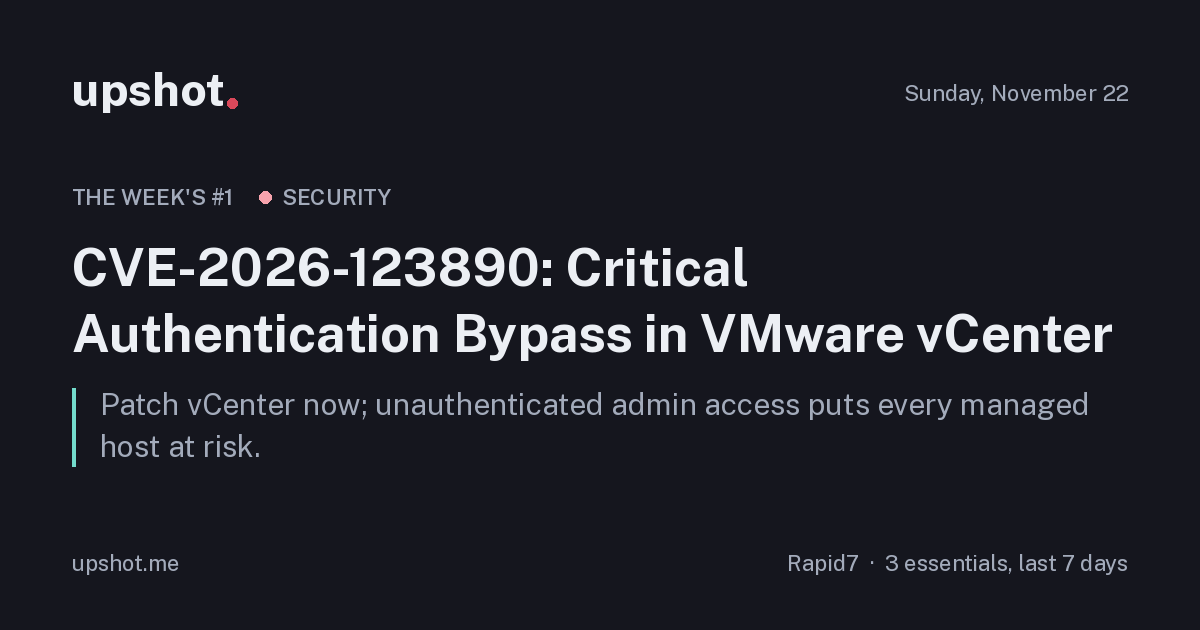 upshot.
Sunday, November 22
THE WEEK'S #1
SECURITY
CVE-2026-123890: Critical
Authentication Bypass in VMware vCenter
Patch vCenter now; unauthenticated admin access puts every managed
host at risk.
upshot.me
Rapid7 · 3 essentials, last 7 days